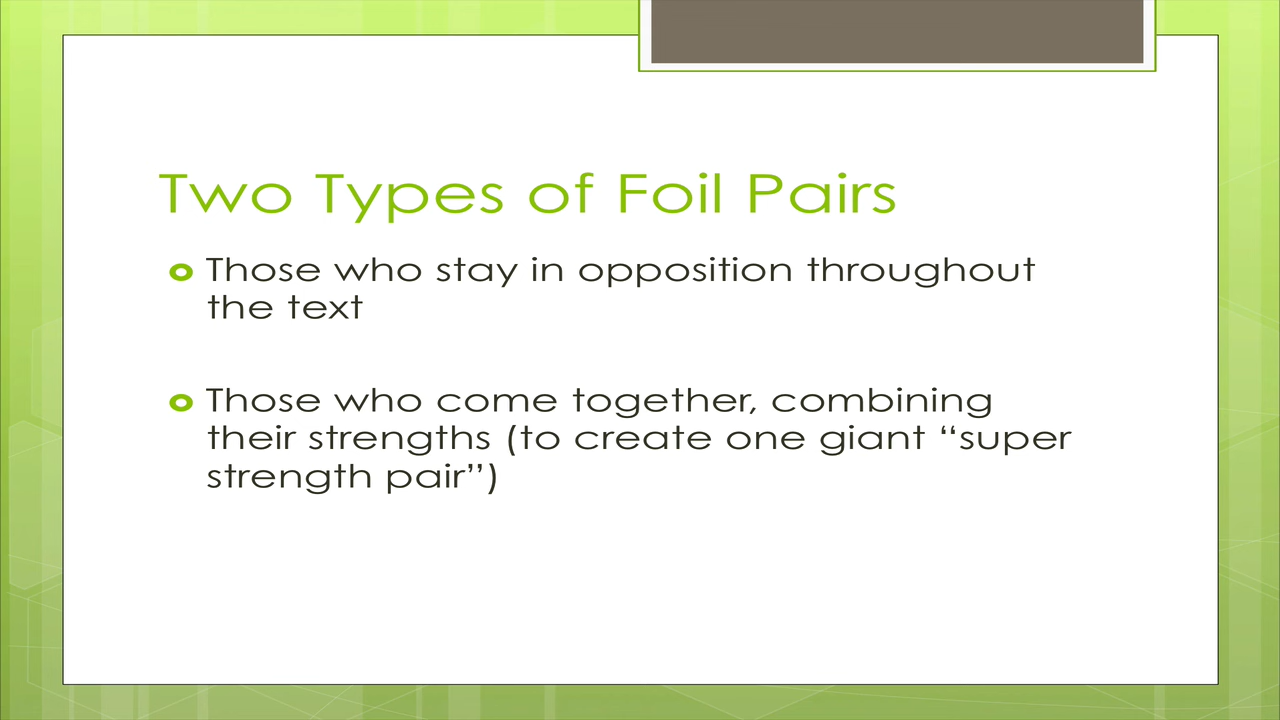 Two Types of Foil Pairs
Those who stay in opposition throughout
the text
Those who come together, combining
their strengths (to create one giant “super
strength pair”)